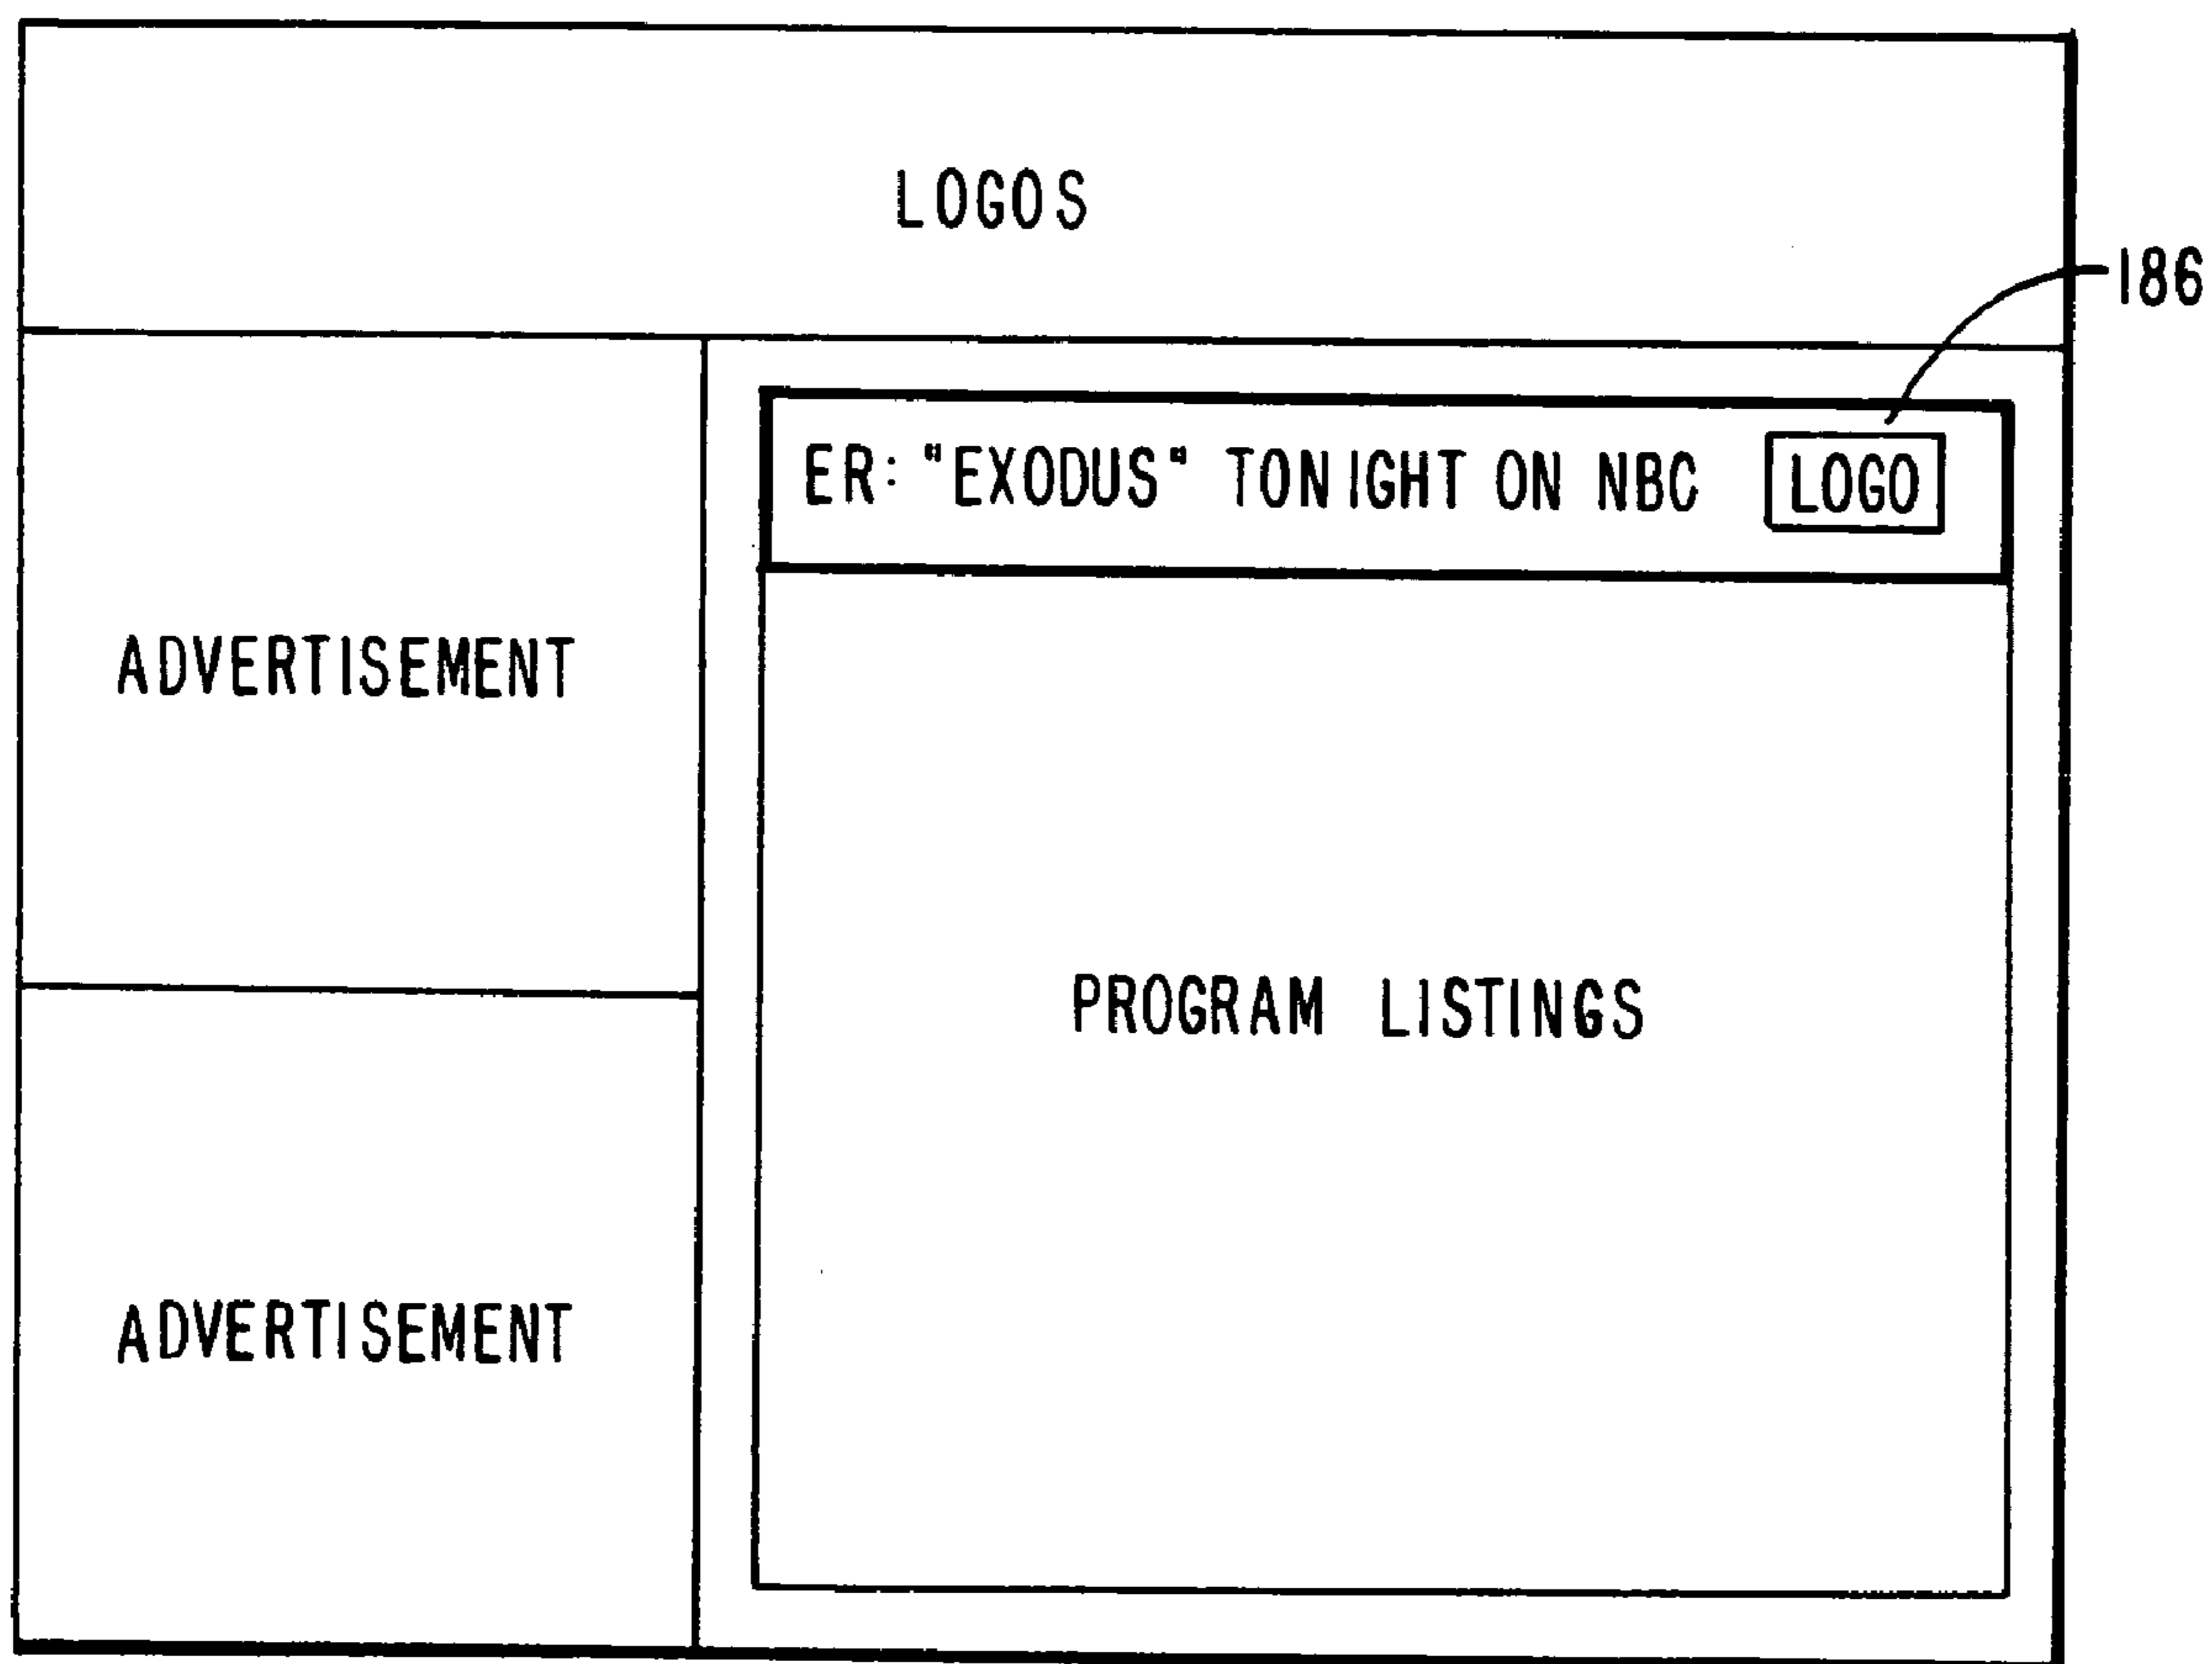 LOGOS
186
ER: "EXODUS" TONIGHT ON NBC LOGO
ADVERTISEMENT
PROGRAM LISTINGS
ADVERTISEMENT